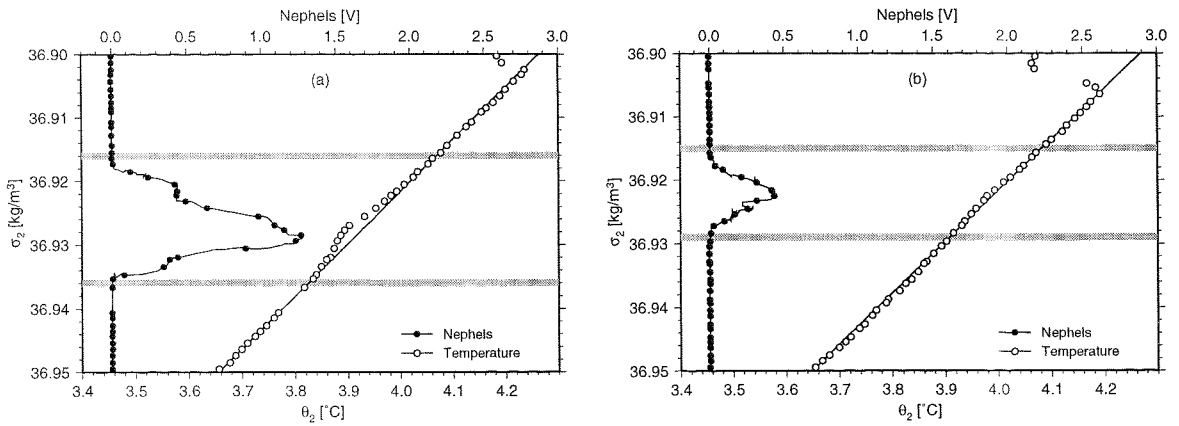 Nephels [V]
0.0 0.5 1.0 1.5 2.0 2.5 3.0
36.90
36.91
36.92
36.93
36.94
36.95
σ2 [kg/m3]
(a)
Nephels
Temperature
3.4 3.5 3.6 3.7 3.8 3.9 4.0 4.1 4.2
θ2 [°C]
Nephels [V]
0.0 0.5 1.0 1.5 2.0 2.5 3.0
36.90
36.91
36.92
36.93
36.94
36.95
σ2 [kg/m3]
(b)
Nephels
Temperature
3.4 3.5 3.6 3.7 3.8 3.9 4.0 4.1 4.2
θ2 [°C]